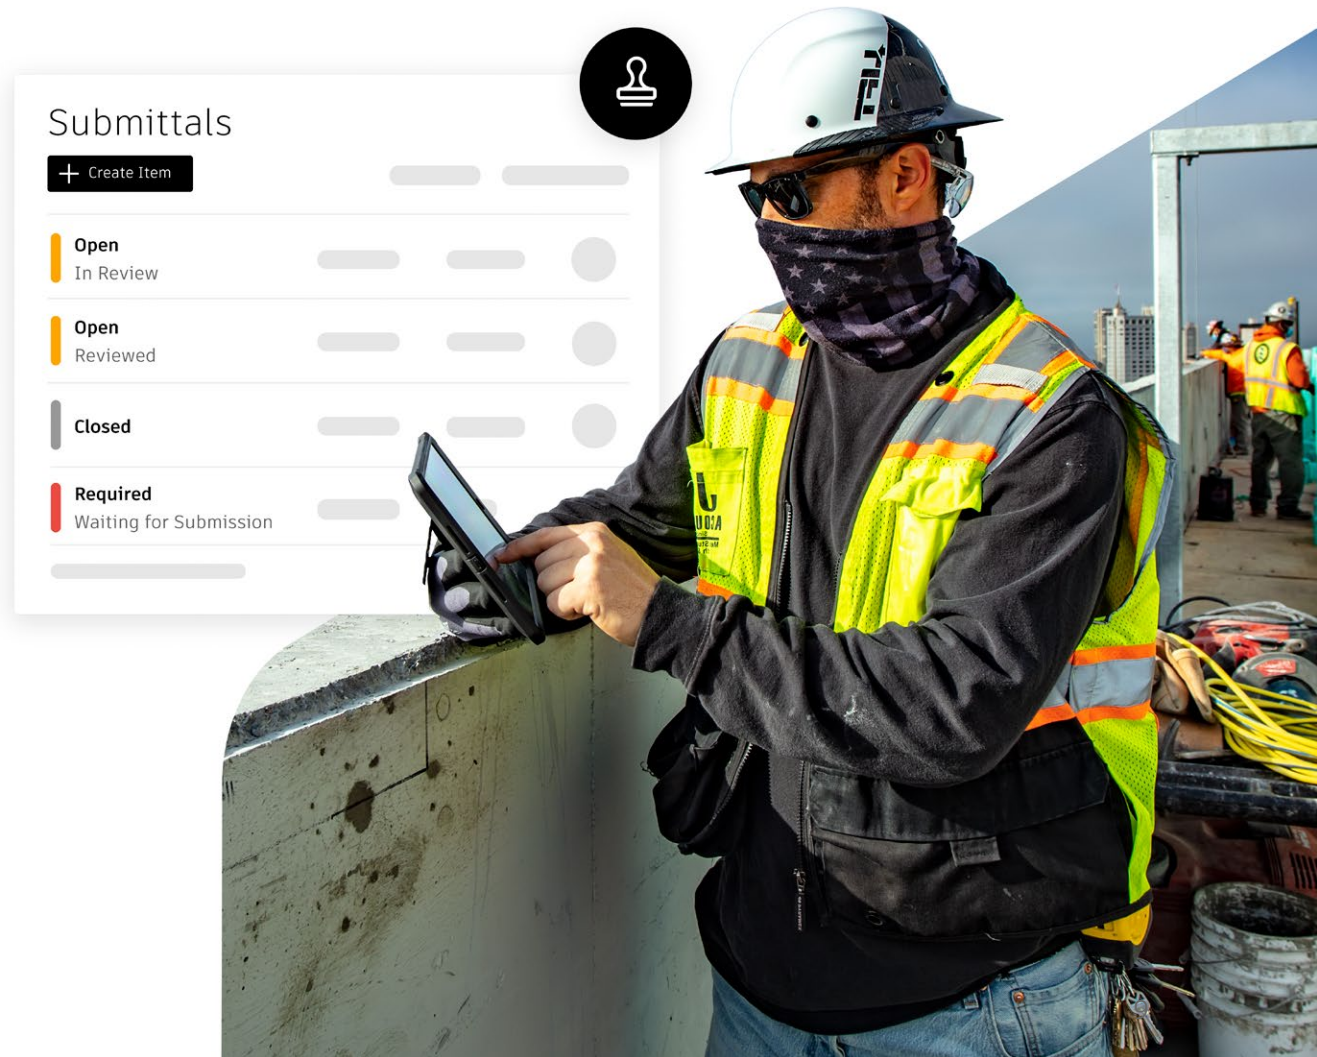 Submittals
Create Item
Open
In Review
Open
Reviewed
Closed
Required
Waiting for Submission